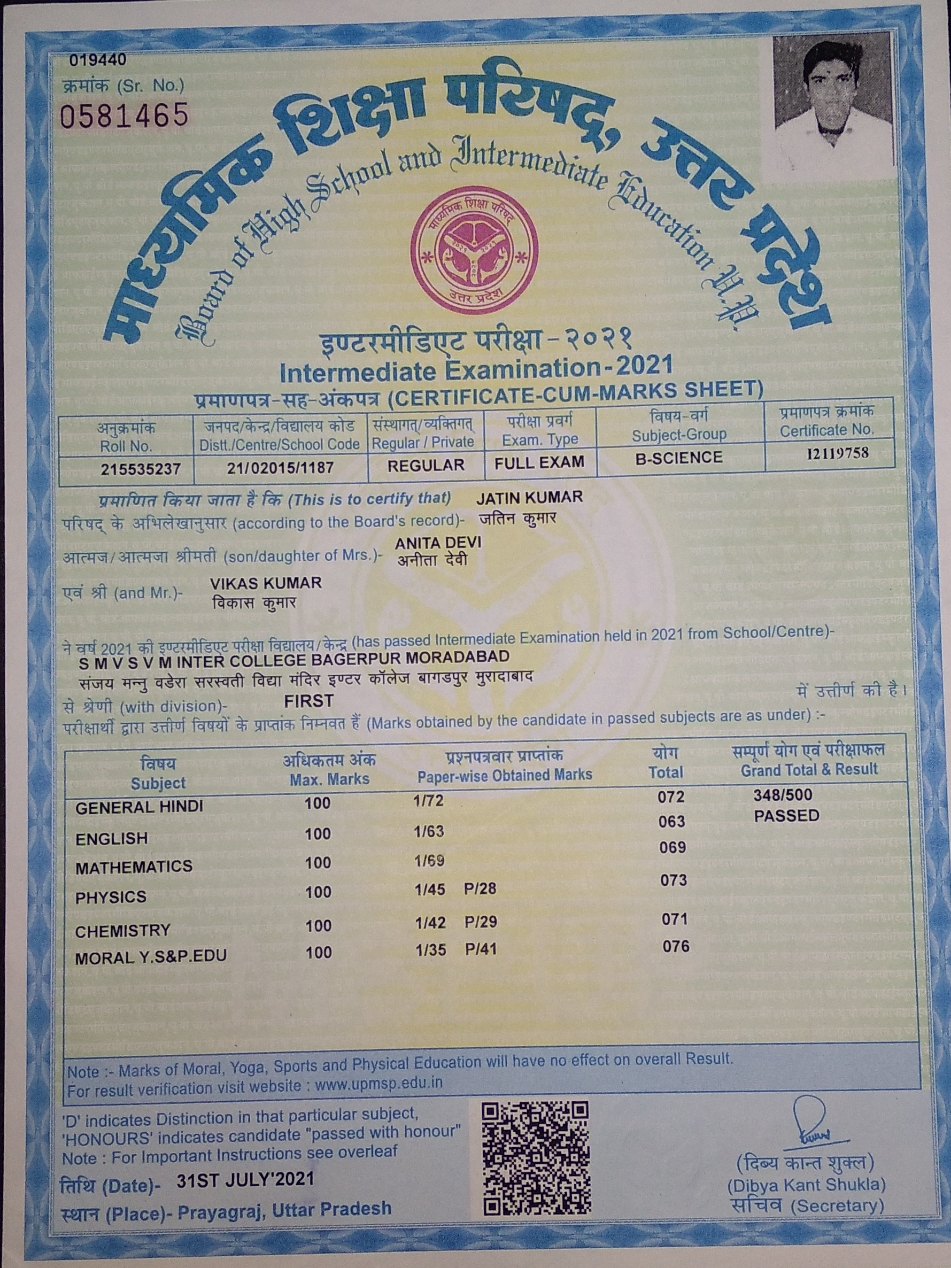 019440
क्रमांक (Sr. No.)
0581465
माध्यमिक शिक्षा परिषद्, उत्तर प्रदेश
Board of High School and Intermediate Education U.P.
माध्यमिक शिक्षा परिषद्
उत्तर प्रदेश
इण्टरमीडिएट परीक्षा - २०२१
Intermediate Examination - 2021
प्रमाणपत्र-सह-अंकपत्र (CERTIFICATE-CUM-MARKS SHEET)
अनुक्रमांक जनपद/केन्द्र/विद्यालय कोड संस्थागत्/व्यक्तिगत् परीक्षा प्रवर्ग विषय-वर्ग प्रमाणपत्र क्रमांक
Roll No. Distt./Centre/School Code Regular / Private Exam. Type Subject-Group Certificate No.
215535237 21/02015/1187 REGULAR FULL EXAM B-SCIENCE I2119758
प्रमाणित किया जाता है कि (This is to certify that) JATIN KUMAR
परिषद् के अभिलेखानुसार (according to the Board's record)- जतिन कुमार
ANITA DEVI
आत्मज/आत्मजा श्रीमती (son/daughter of Mrs.)- अनीता देवी
एवं श्री (and Mr.)- VIKAS KUMAR
विकास कुमार
ने वर्ष 2021 की इण्टरमीडिएट परीक्षा विद्यालय/केन्द्र (has passed Intermediate Examination held in 2021 from School/Centre)-
S M V S V M INTER COLLEGE BAGERPUR MORADABAD
संजय मन्नु वडेरा सरस्वती विद्या मंदिर इण्टर कॉलेज बागडपुर मुरादाबाद
में उत्तीर्ण की है।
से श्रेणी (with division)- FIRST
परीक्षार्थी द्वारा उत्तीर्ण विषयों के प्राप्तांक निम्नवत हैं (Marks obtained by the candidate in passed subjects are as under) :-
विषय अधिकतम अंक प्रश्नपत्रवार प्राप्तांक योग सम्पूर्ण योग एवं परीक्षाफल
Subject Max. Marks Paper-wise Obtained Marks Total Grand Total & Result
GENERAL HINDI 100 1/72 072 348/500
ENGLISH 100 1/63 063 PASSED
MATHEMATICS 100 1/69 069
PHYSICS 100 1/45 P/28 073
CHEMISTRY 100 1/42 P/29 071
MORAL Y.S&P.EDU 100 1/35 P/41 076
Note :- Marks of Moral, Yoga, Sports and Physical Education will have no effect on overall Result.
For result verification visit website : www.upmsp.edu.in
'D' indicates Distinction in that particular subject,
'HONOURS' indicates candidate "passed with honour"
Note : For Important Instructions see overleaf
तिथि (Date)- 31ST JULY'2021
स्थान (Place)- Prayagraj, Uttar Pradesh
(दिब्य कान्त शुक्ल)
(Dibya Kant Shukla)
सचिव (Secretary)